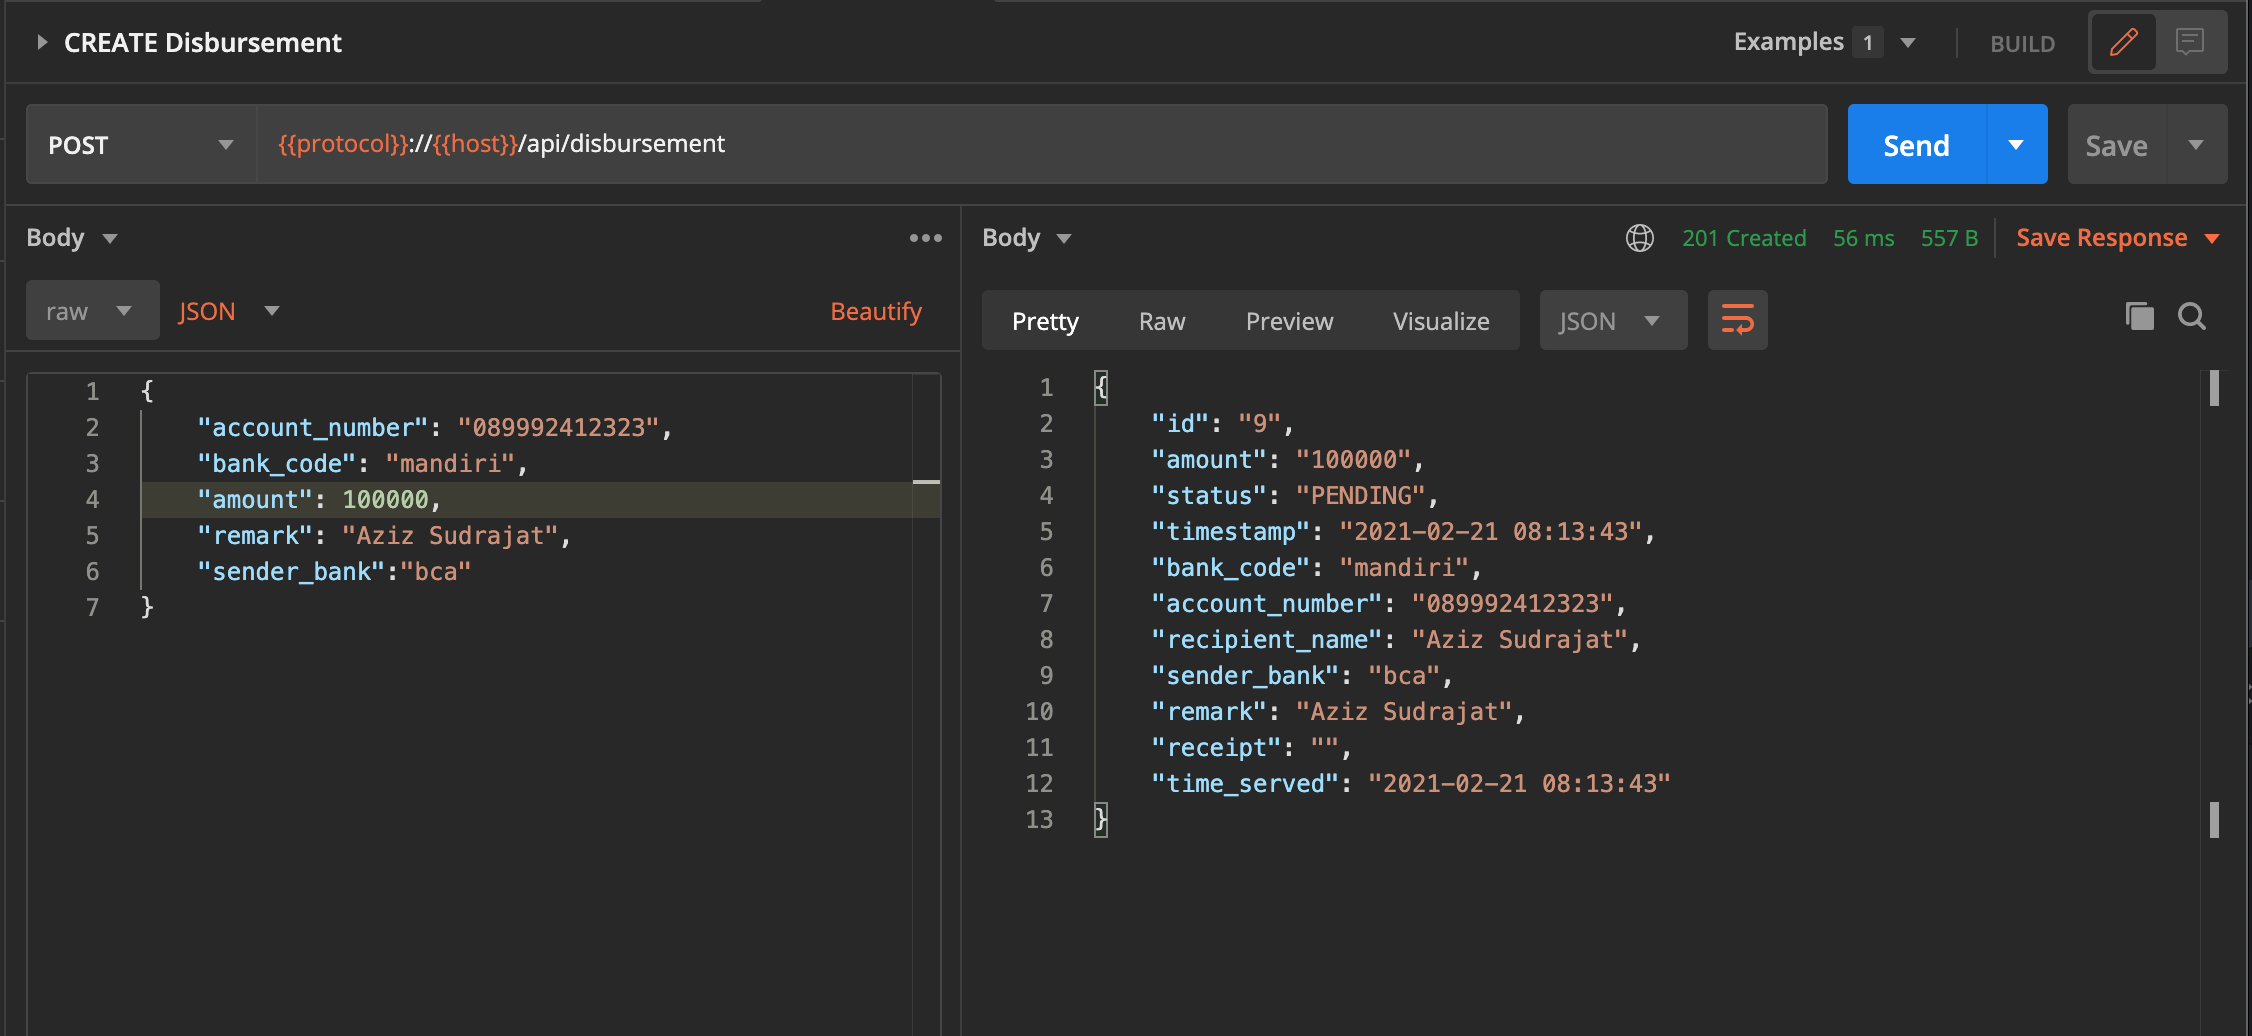 CREATE Disbursement
Examples 1 BUILD
POST {{protocol}}://{{host}}/api/disbursement Send Save
Body
raw JSON Beautify
1 {
2 "account_number": "089992412323",
3 "bank_code": "mandiri",
4 "amount": 100000,
5 "remark": "Aziz Sudrajat",
6 "sender_bank":"bca"
7 }
Body 201 Created 56 ms 557 B Save Response
Pretty Raw Preview Visualize JSON
1 {
2 "id": "9",
3 "amount": "100000",
4 "status": "PENDING",
5 "timestamp": "2021-02-21 08:13:43",
6 "bank_code": "mandiri",
7 "account_number": "089992412323",
8 "recipient_name": "Aziz Sudrajat",
9 "sender_bank": "bca",
10 "remark": "Aziz Sudrajat",
11 "receipt": "",
12 "time_served": "2021-02-21 08:13:43"
13 }